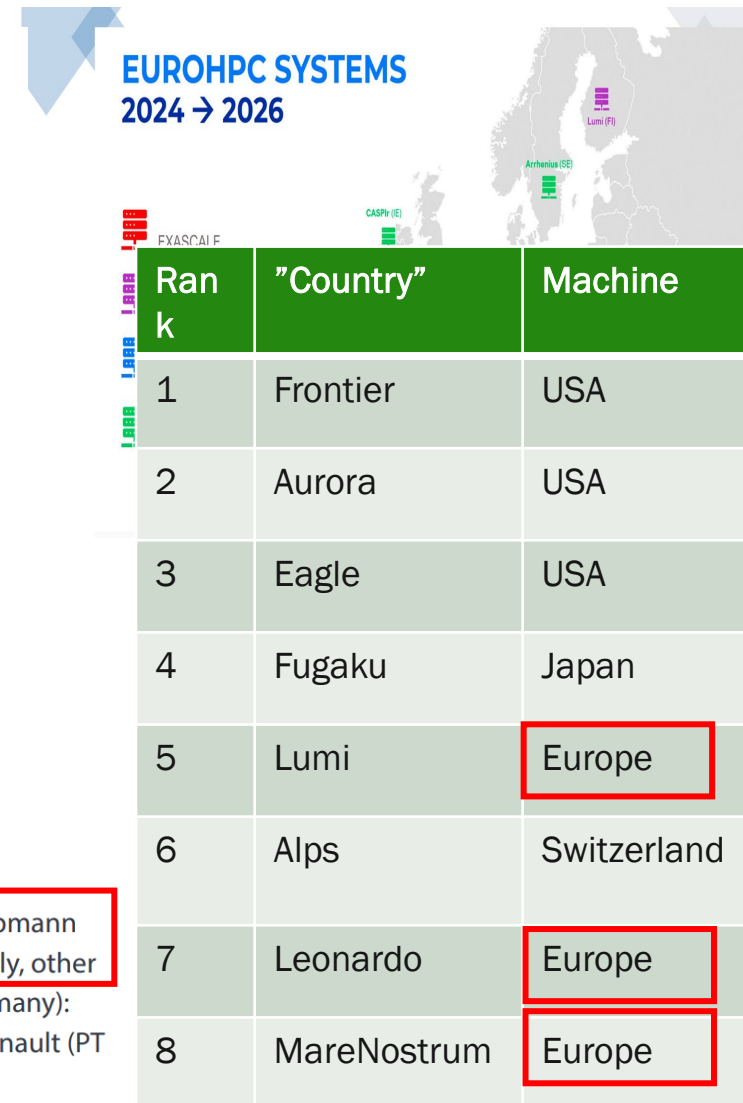 EUROHPC SYSTEMS
2024 → 2026
Lumi (FI)
Arrhenius (SE)
CASPIr (IE)
EXASCALE
Ran
k
”Country”
Machine
1 Frontier USA
2 Aurora USA
3 Eagle USA
4 Fugaku Japan
5 Lumi Europe
6 Alps Switzerland
7 Leonardo Europe
8 MareNostrum Europe
omann
ly, other
many):
nault (PT